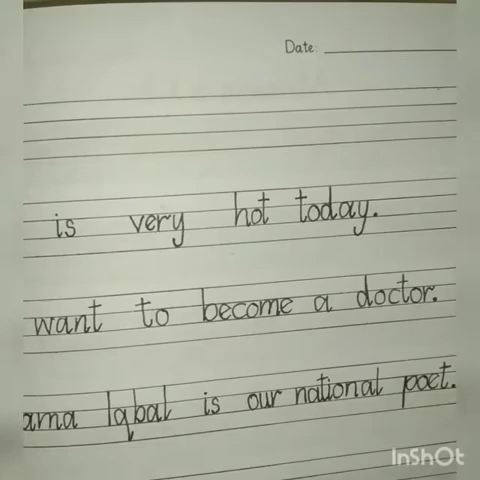 Date:
is very hot today.
want to become a doctor.
ama Iqbal is our national poet.
InShOt